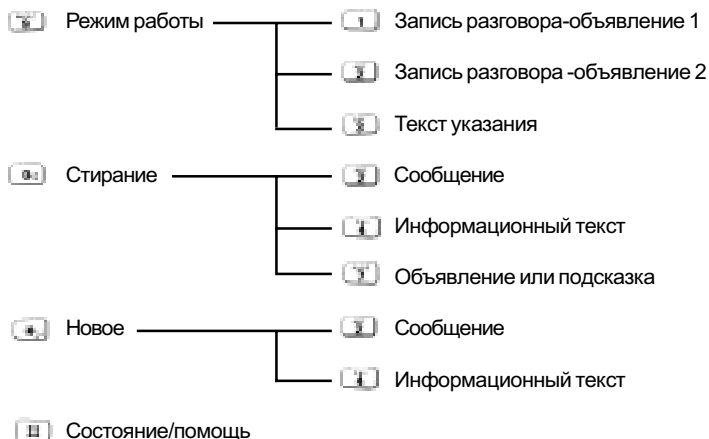 Режим работы
1 Запись разговора-объявление 1
Запись разговора -объявление 2
Текст указания
Стирание
Сообщение
Информационный текст
Объявление или подсказка
Новое
Сообщение
Информационный текст
Состояние/помощь